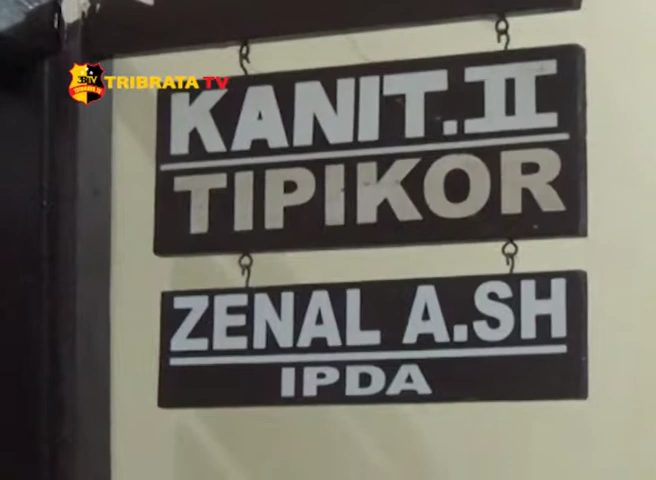 TRIBRATA TV
KANIT.II
TIPIKOR
ZENAL A.SH
IPDA